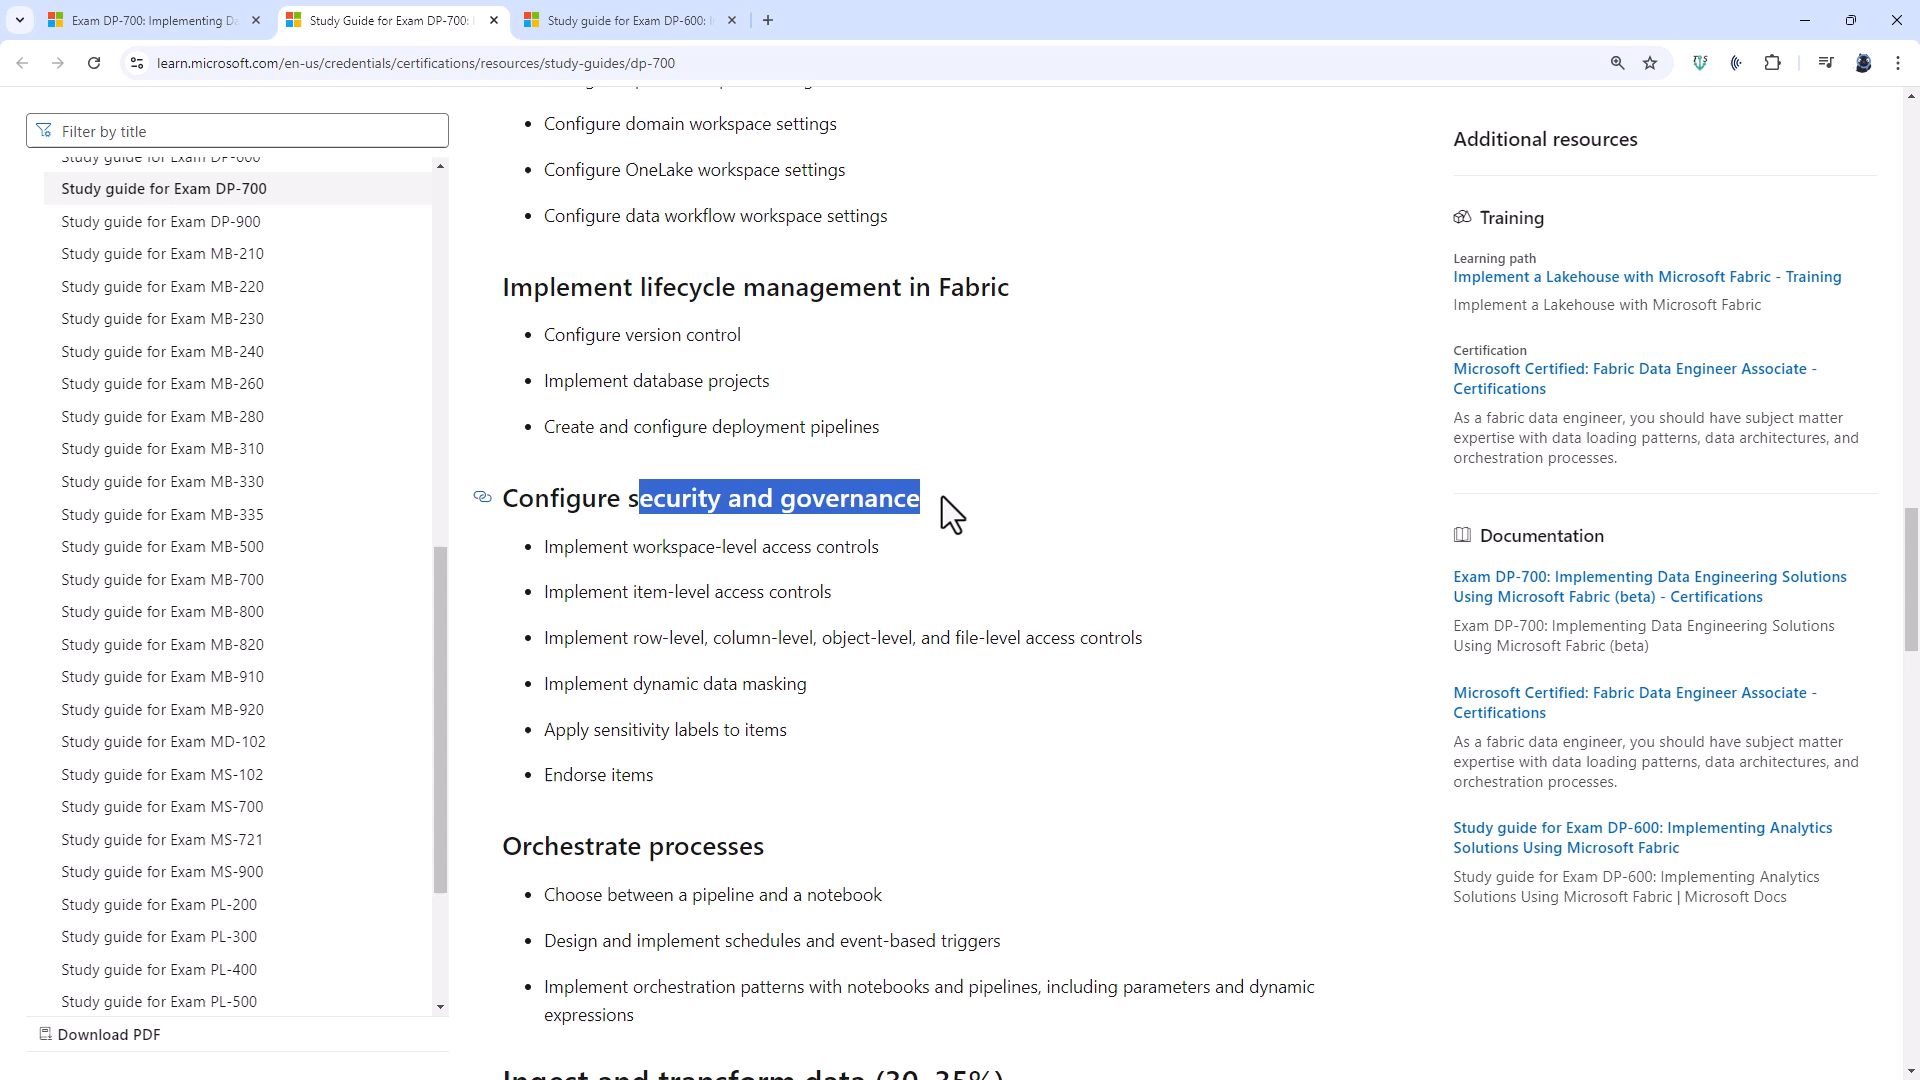 Exam DP-700: Implementing Da
Study Guide for Exam DP-700: I
Study guide for Exam DP-600: I
learn.microsoft.com/en-us/credentials/certifications/resources/study-guides/dp-700
Filter by title
Study guide for Exam DP-600
Study guide for Exam DP-700
Study guide for Exam DP-900
Study guide for Exam MB-210
Study guide for Exam MB-220
Study guide for Exam MB-230
Study guide for Exam MB-240
Study guide for Exam MB-260
Study guide for Exam MB-280
Study guide for Exam MB-310
Study guide for Exam MB-330
Study guide for Exam MB-335
Study guide for Exam MB-500
Study guide for Exam MB-700
Study guide for Exam MB-800
Study guide for Exam MB-820
Study guide for Exam MB-910
Study guide for Exam MB-920
Study guide for Exam MD-102
Study guide for Exam MS-102
Study guide for Exam MS-700
Study guide for Exam MS-721
Study guide for Exam MS-900
Study guide for Exam PL-200
Study guide for Exam PL-300
Study guide for Exam PL-400
Study guide for Exam PL-500
Download PDF
• Configure domain workspace settings
• Configure OneLake workspace settings
• Configure data workflow workspace settings
Implement lifecycle management in Fabric
• Configure version control
• Implement database projects
• Create and configure deployment pipelines
Configure security and governance
• Implement workspace-level access controls
• Implement item-level access controls
• Implement row-level, column-level, object-level, and file-level access controls
• Implement dynamic data masking
• Apply sensitivity labels to items
• Endorse items
Orchestrate processes
• Choose between a pipeline and a notebook
• Design and implement schedules and event-based triggers
• Implement orchestration patterns with notebooks and pipelines, including parameters and dynamic
expressions
Ingest and transform data (30–35%)
Additional resources
Training
Learning path
Implement a Lakehouse with Microsoft Fabric - Training
Implement a Lakehouse with Microsoft Fabric
Certification
Microsoft Certified: Fabric Data Engineer Associate -
Certifications
As a fabric data engineer, you should have subject matter
expertise with data loading patterns, data architectures, and
orchestration processes.
Documentation
Exam DP-700: Implementing Data Engineering Solutions
Using Microsoft Fabric (beta) - Certifications
Exam DP-700: Implementing Data Engineering Solutions
Using Microsoft Fabric (beta)
Microsoft Certified: Fabric Data Engineer Associate -
Certifications
As a fabric data engineer, you should have subject matter
expertise with data loading patterns, data architectures, and
orchestration processes.
Study guide for Exam DP-600: Implementing Analytics
Solutions Using Microsoft Fabric
Study guide for Exam DP-600: Implementing Analytics
Solutions Using Microsoft Fabric | Microsoft Docs